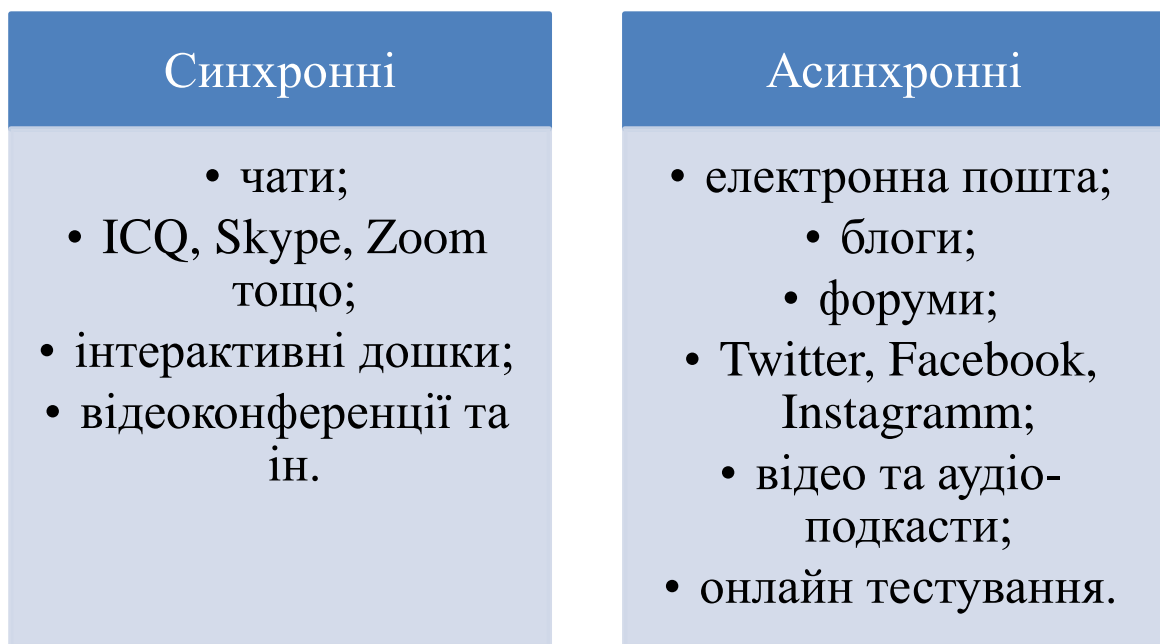 Синхронні
• чати;
• ICQ, Skype, Zoom
тощо;
• інтерактивні дошки;
• відеоконференції та
ін.
Асинхронні
• електронна пошта;
• блоги;
• форуми;
• Twitter, Facebook,
Instagramm;
• відео та аудіо-
подкасти;
• онлайн тестування.